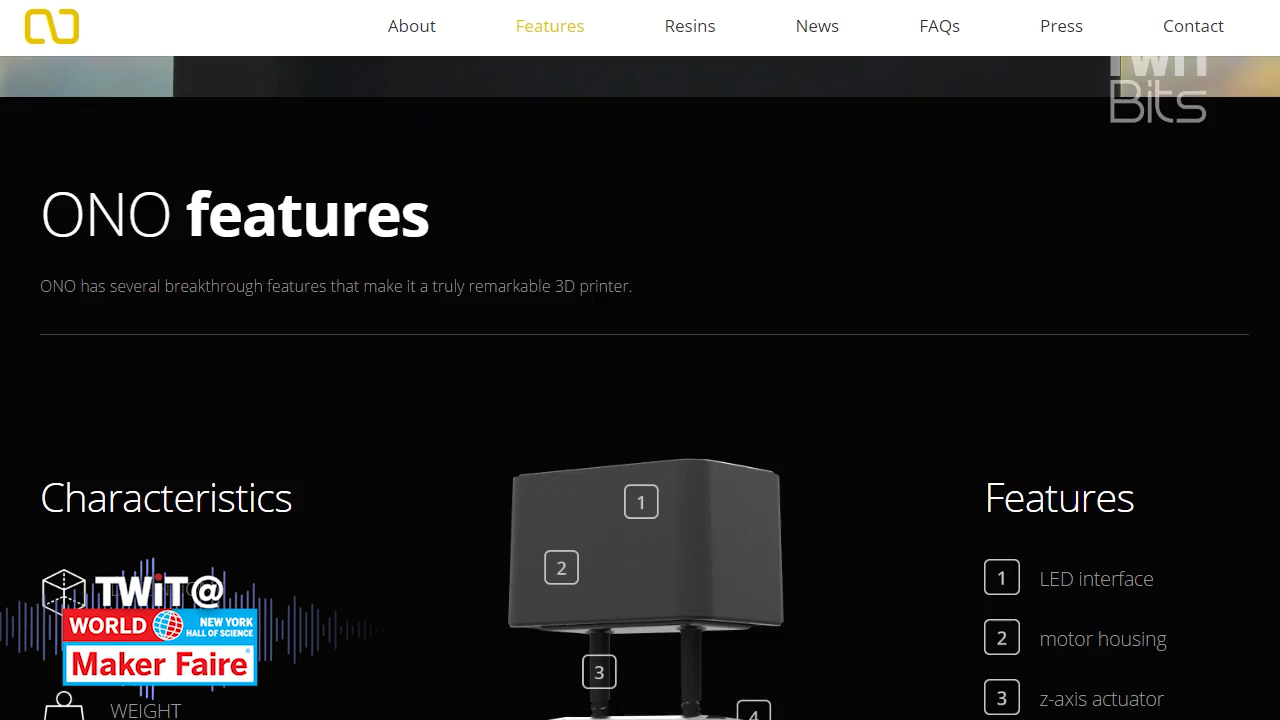 About Features Resins News FAQs Press Contact
TWiT
Bits
ONO features
ONO has several breakthrough features that make it a truly remarkable 3D printer.
Characteristics
Features
1
2
3
4
TWiT@
WORLD
NEW YORK
HALL OF SCIENCE
Maker Faire
WEIGHT
1 LED interface
2 motor housing
3 z-axis actuator